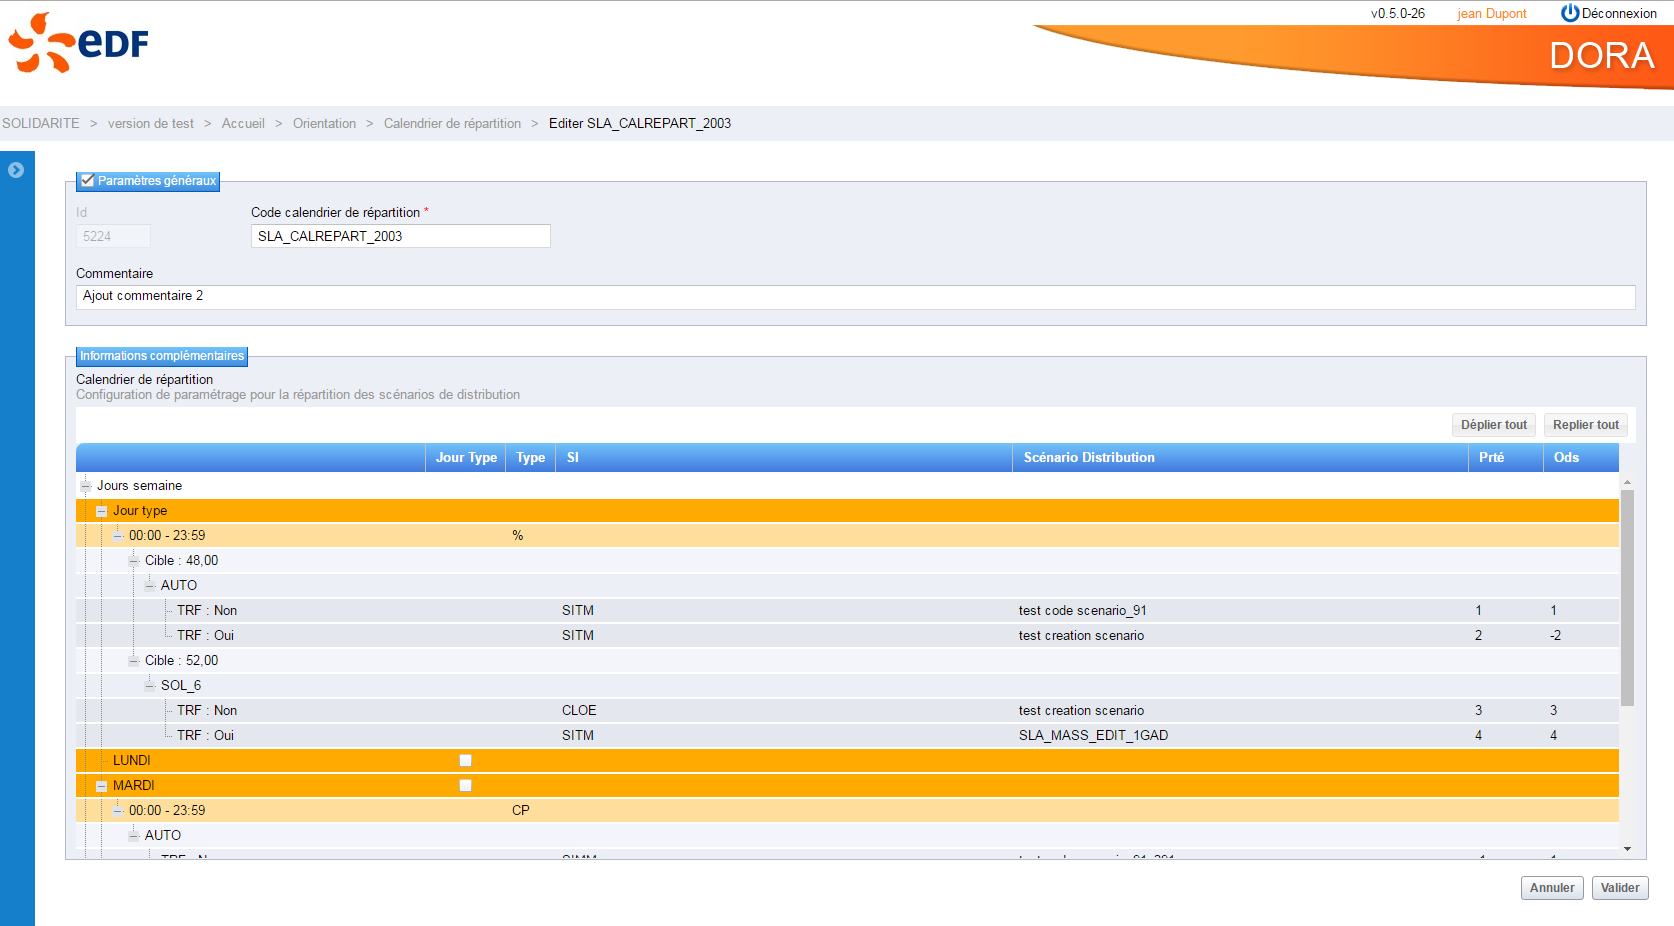 v0.5.0-26 jean Dupont Déconnexion
eDF
DORA
SOLIDARITE > version de test > Accueil > Orientation > Calendrier de répartition > Editer SLA_CALREPART_2003
Paramètres généraux
Id Code calendrier de répartition *
5224 SLA_CALREPART_2003
Commentaire
Ajout commentaire 2
Informations complémentaires
Calendrier de répartition
Configuration de paramétrage pour la répartition des scénarios de distribution
Déplier tout Replier tout
Jour Type Type SI Scénario Distribution Prté Ods
Jours semaine
Jour type
00:00 - 23:59 %
Cible : 48,00
AUTO
TRF : Non SITM test code scenario_91 1 1
TRF : Oui SITM test creation scenario 2 -2
Cible : 52,00
SOL_6
TRF : Non CLOE test creation scenario 3 3
TRF : Oui SITM SLA_MASS_EDIT_1GAD 4 4
LUNDI
MARDI
00:00 - 23:59 CP
AUTO
Annuler Valider